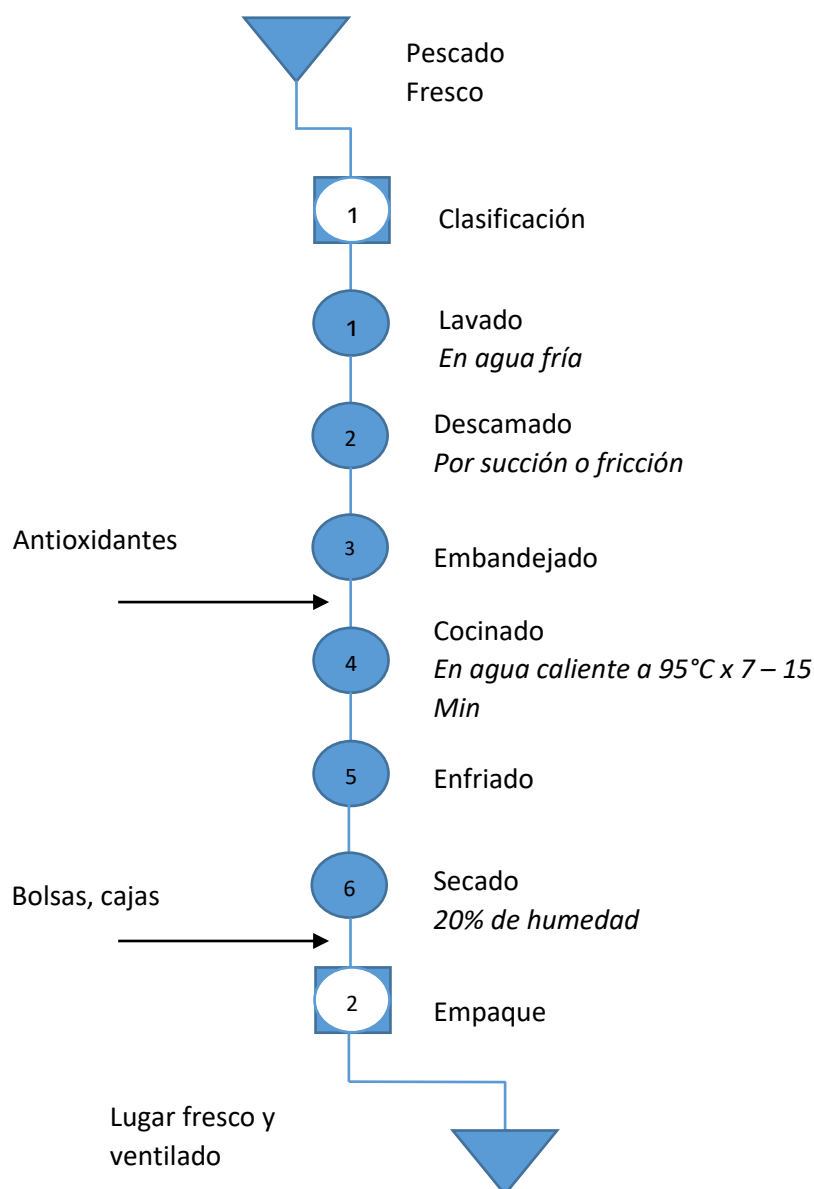 Pescado
Fresco
1
Clasificación
1
Lavado
En agua fría
2
Descamado
Por succión o fricción
Antioxidantes
3
Embandejado
Cocinado
4
En agua caliente a 95°C x 7 – 15
Min
5
Enfriado
Bolsas, cajas
6
Secado
20% de humedad
2
Empaque
Lugar fresco y
ventilado